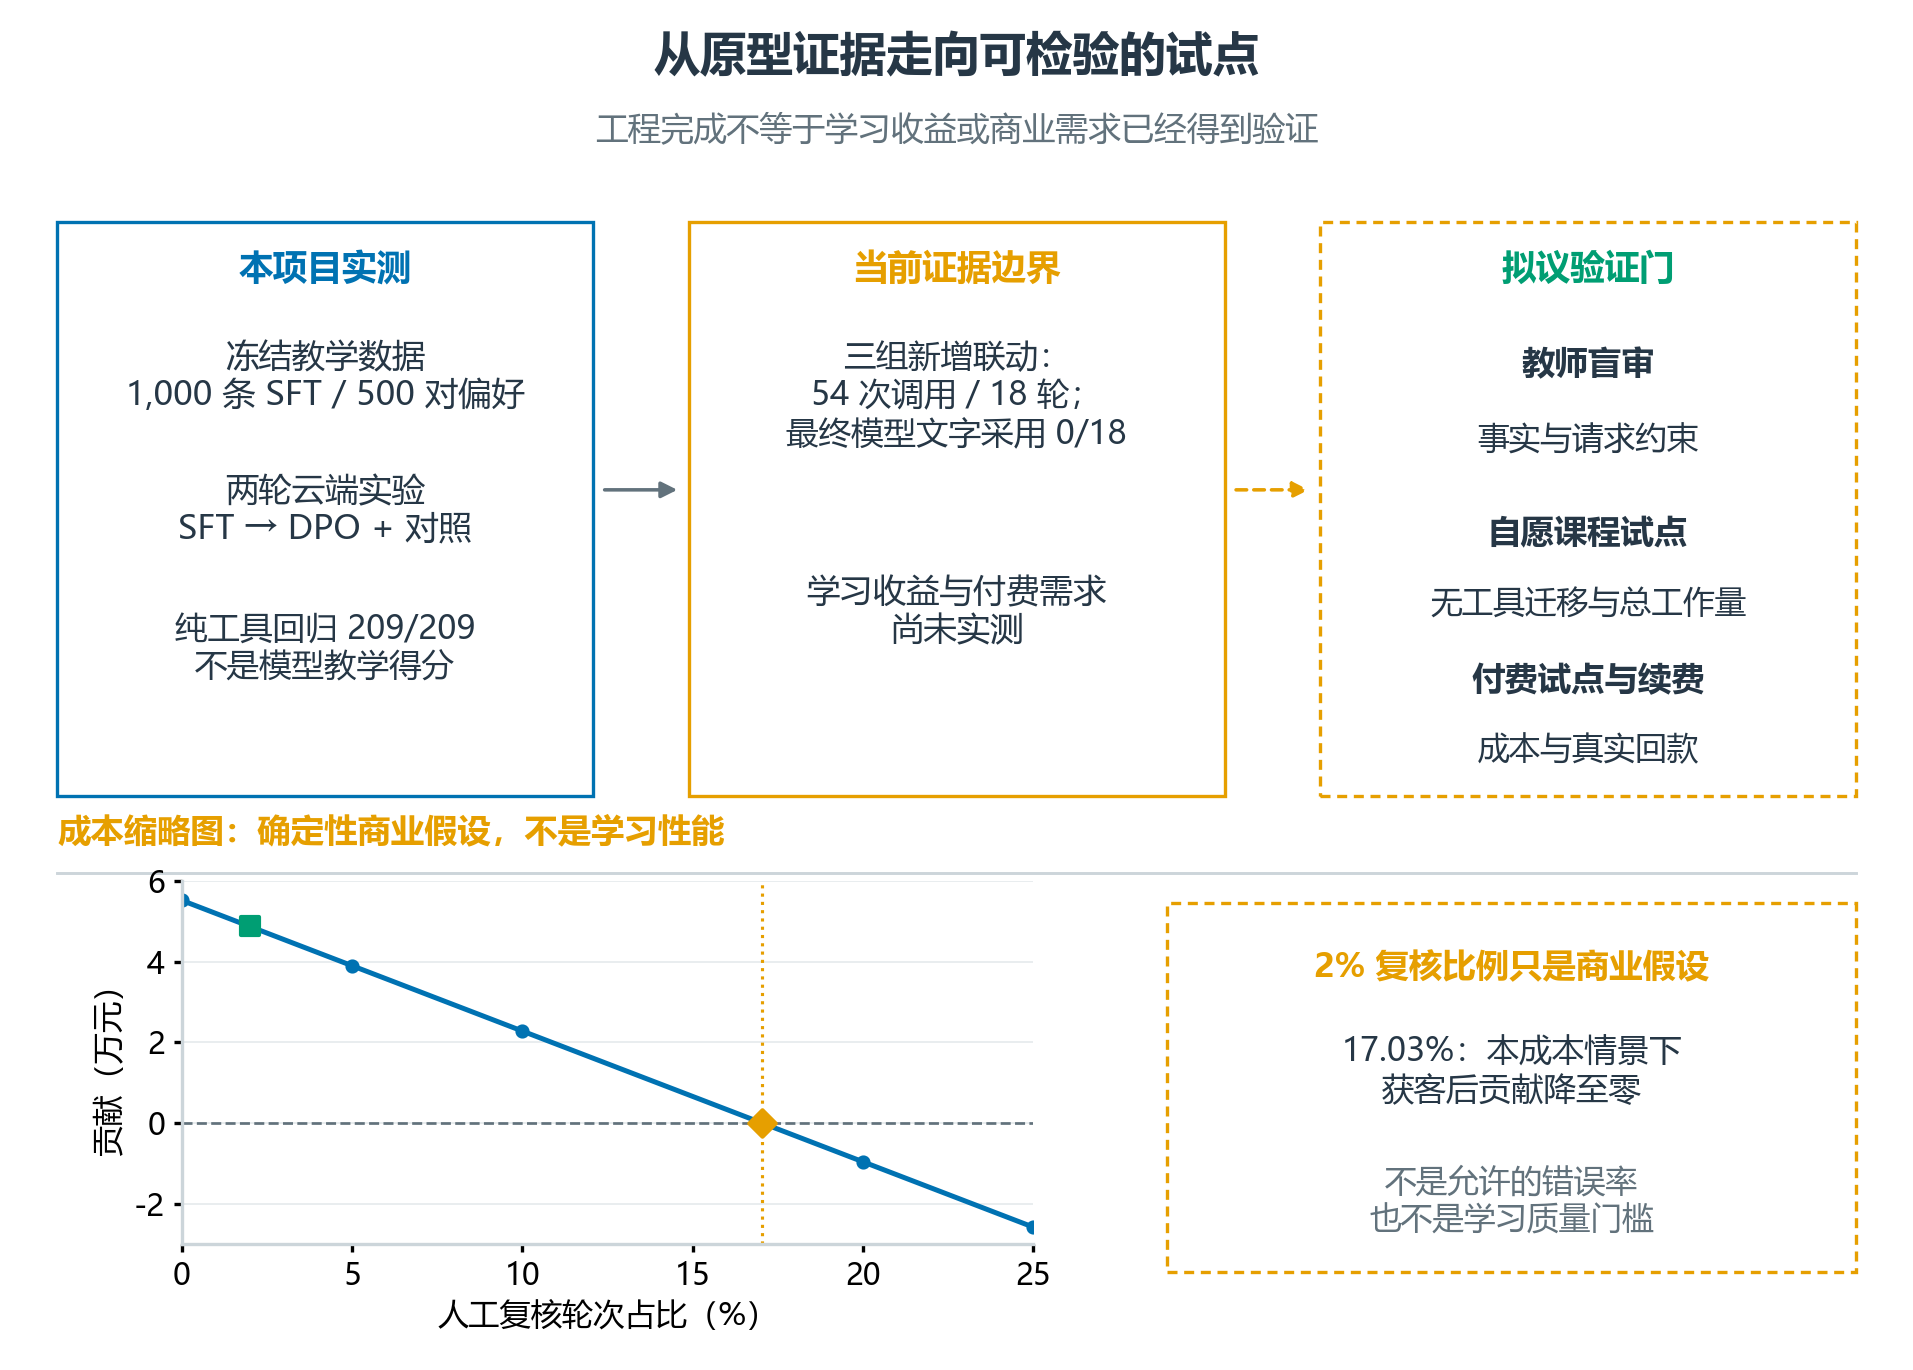 从原型证据走向可检验的试点
工程完成不等于学习收益或商业需求已经得到验证
本项目实测
冻结教学数据
1,000 条 SFT / 500 对偏好
两轮云端实验
SFT → DPO + 对照
纯工具回归 209/209
不是模型教学得分
当前证据边界
三组新增联动：
54 次调用 / 18 轮；
最终模型文字采用 0/18
学习收益与付费需求
尚未实测
拟议验证门
教师盲审
事实与请求约束
自愿课程试点
无工具迁移与总工作量
付费试点与续费
成本与真实回款
成本缩略图：确定性商业假设，不是学习性能
6
4
2
0
-2
贡献（万元）
0
5
10
15
20
25
人工复核轮次占比（%）
2% 复核比例只是商业假设
17.03%：本成本情景下
获客后贡献降至零
不是允许的错误率
也不是学习质量门槛